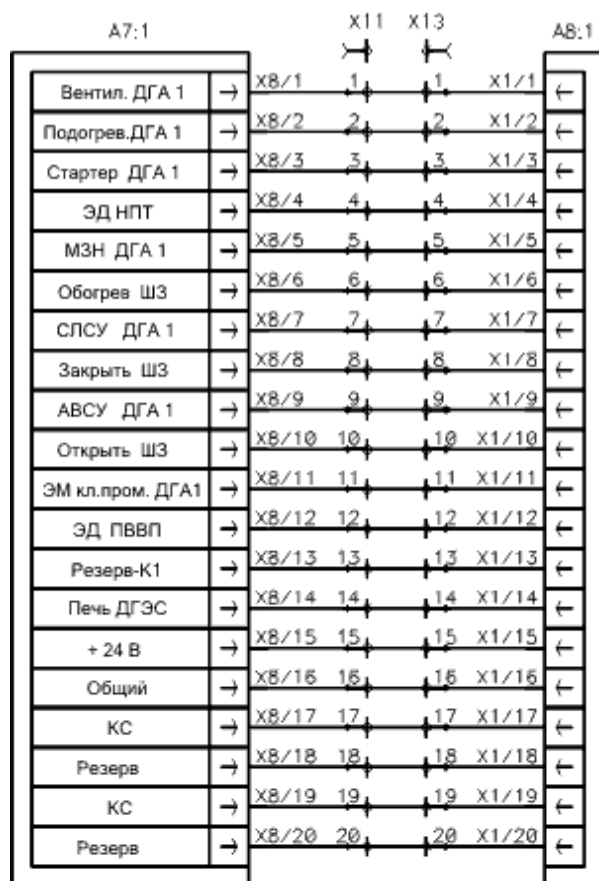 X11 X13
A7:1 A8:1
Вентил. ДГА 1 X8/1 1 1 X1/1
Подогрев.ДГА 1 X8/2 2 2 X1/2
Стартер ДГА 1 X8/3 3 3 X1/3
ЭД НПТ X8/4 4 4 X1/4
МЗН ДГА 1 X8/5 5 5 X1/5
Обогрев ШЗ X8/6 6 6 X1/6
СЛСУ ДГА 1 X8/7 7 7 X1/7
Закрыть ШЗ X8/8 8 8 X1/8
АВСУ ДГА 1 X8/9 9 9 X1/9
Открыть ШЗ X8/10 10 10 X1/10
ЭМ кл.пром. ДГА1 X8/11 11 11 X1/11
ЭД ПВВП X8/12 12 12 X1/12
Резерв-К1 X8/13 13 13 X1/13
Печь ДГЭС X8/14 14 14 X1/14
+ 24 В X8/15 15 15 X1/15
Общий X8/16 16 16 X1/16
КС X8/17 17 17 X1/17
Резерв X8/18 18 18 X1/18
КС X8/19 19 19 X1/19
Резерв X8/20 20 20 X1/20